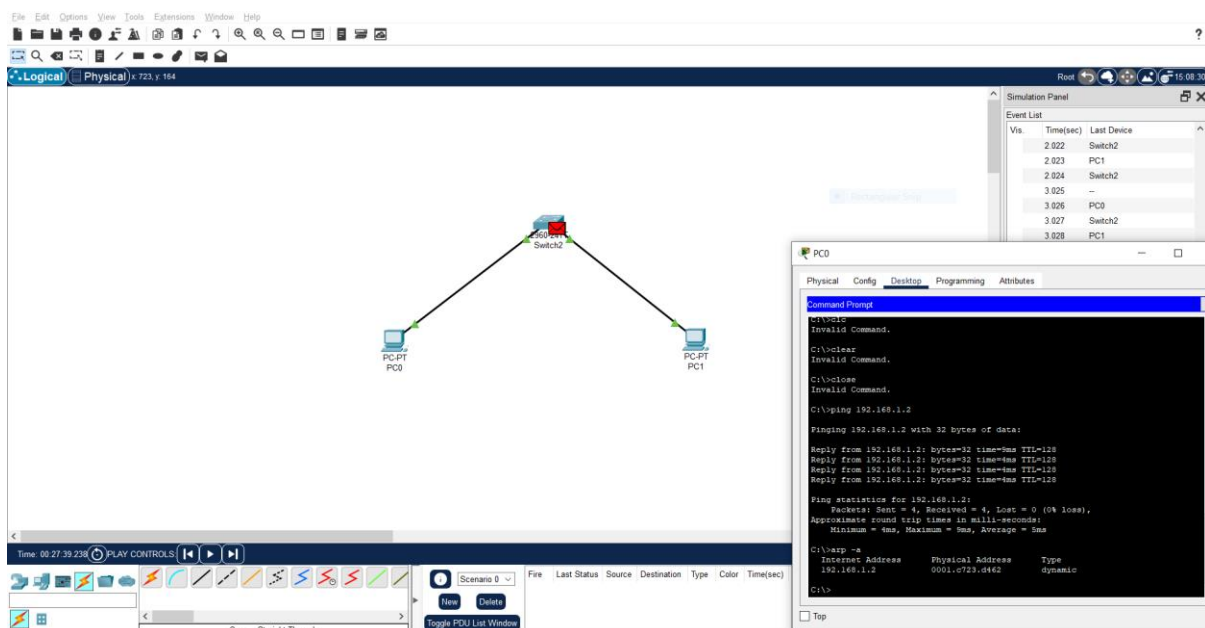 File Edit Options View Tools Extensions Window Help
?
Logical Physical x: 723, y: 164
Root 15:08:30
Simulation Panel
Event List
Vis. Time(sec) Last Device
2.022 Switch2
2.023 PC1
2.024 Switch2
3.025 --
3.026 PC0
3.027 Switch2
3.028 PC1
Switch2
PC-PT
PC0
PC-PT
PC1
PC0
Physical Config Desktop Programming Attributes
Command Prompt
C:\>clc
Invalid Command.
C:\>clear
Invalid Command.
C:\>close
Invalid Command.
C:\>ping 192.168.1.2
Pinging 192.168.1.2 with 32 bytes of data:
Reply from 192.168.1.2: bytes=32 time=9ms TTL=128
Reply from 192.168.1.2: bytes=32 time=4ms TTL=128
Reply from 192.168.1.2: bytes=32 time=4ms TTL=128
Reply from 192.168.1.2: bytes=32 time=4ms TTL=128
Ping statistics for 192.168.1.2:
Packets: Sent = 4, Received = 4, Lost = 0 (0% loss),
Approximate round trip times in milli-seconds:
Minimum = 4ms, Maximum = 9ms, Average = 5ms
C:\>arp -a
Internet Address Physical Address Type
192.168.1.2 0001.c723.d462 dynamic
C:\>
Top
Time: 00:27:39.238 PLAY CONTROLS:
Scenario 0
New Delete
Toggle PDU List Window
Fire Last Status Source Destination Type Color Time(sec)